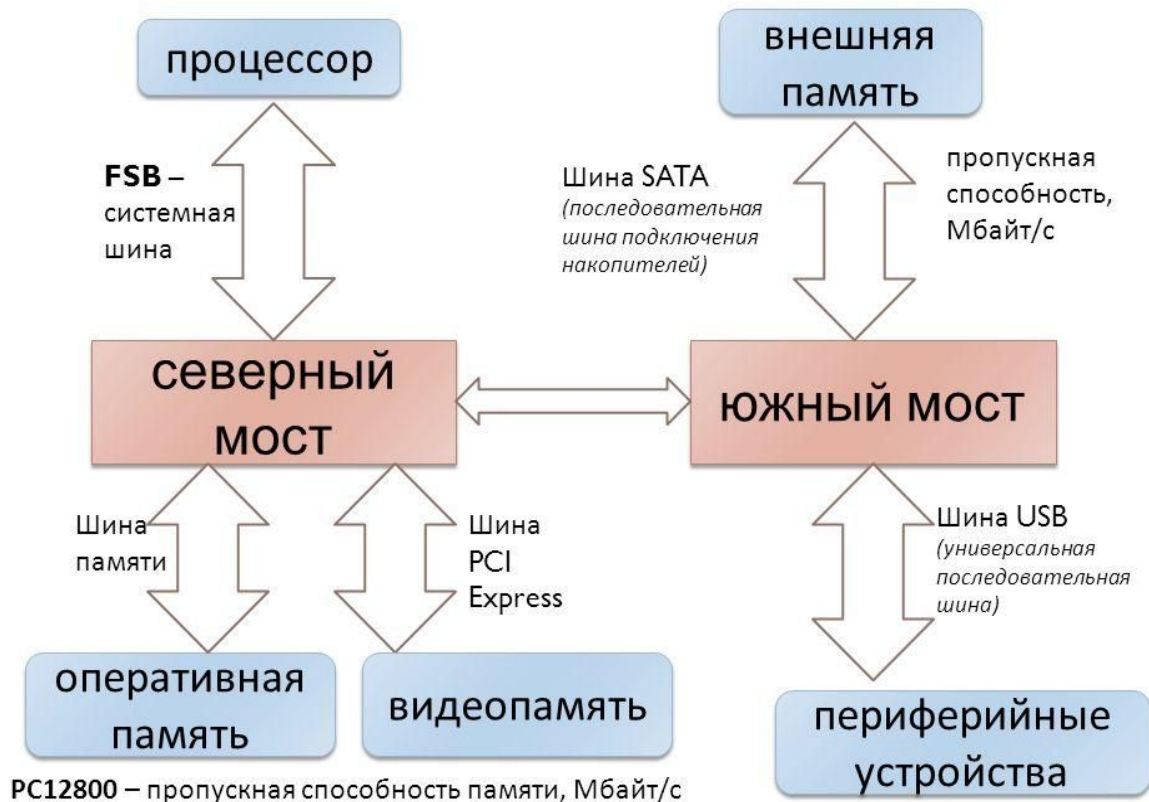 процессор
внешняя
память
FSB –
системная
шина
Шина SATA
(последовательная
шина подключения
накопителей)
пропускная
способность,
Мбайт/с
северный
мост
южный мост
Шина
памяти
Шина
PCI
Express
Шина USB
(универсальная
последовательная
шина)
оперативная
память
видеопамять
периферийные
устройства
PC12800 – пропускная способность памяти, Мбайт/с